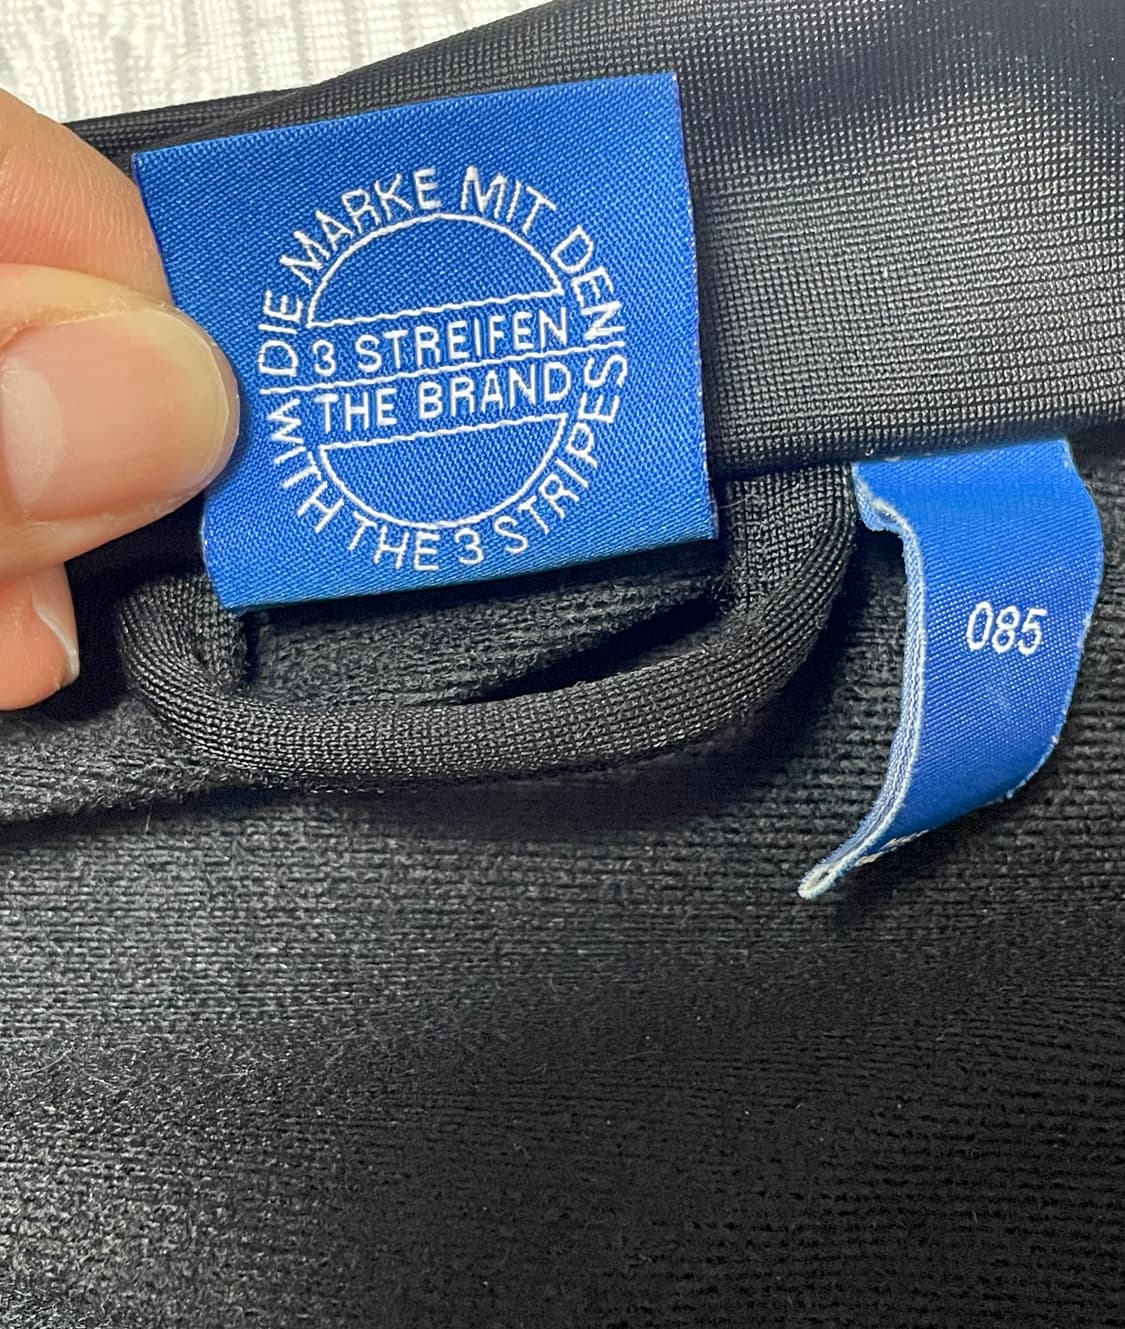 DIE MARKE MIT DEN
3 STREIFEN
THE BRAND
WITH THE 3 STRIPES
085